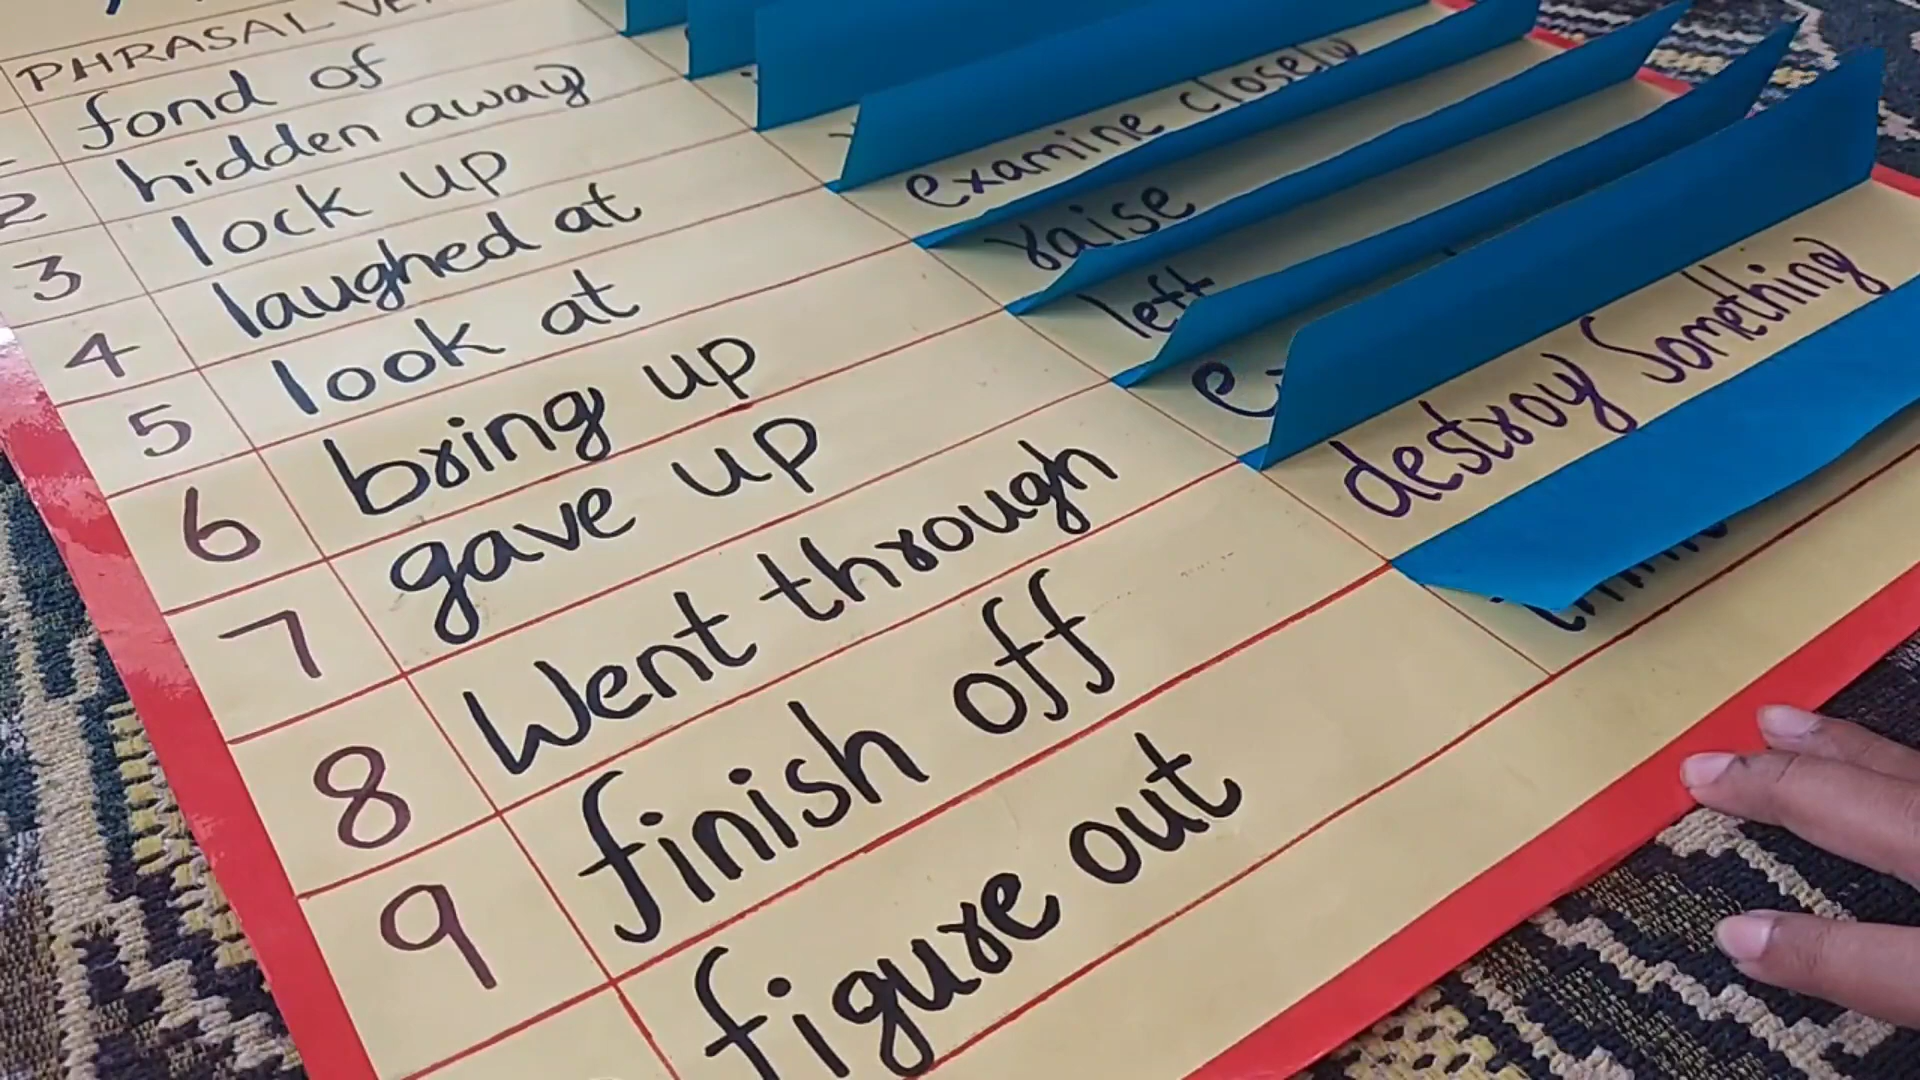 PHRASAL
fond of
2 hidden away
3 lock up
4 laughed at
5 look at examine closely
6 bring up raise
7 gave up left
8 Went through
9 finish off destroy Something
figure out